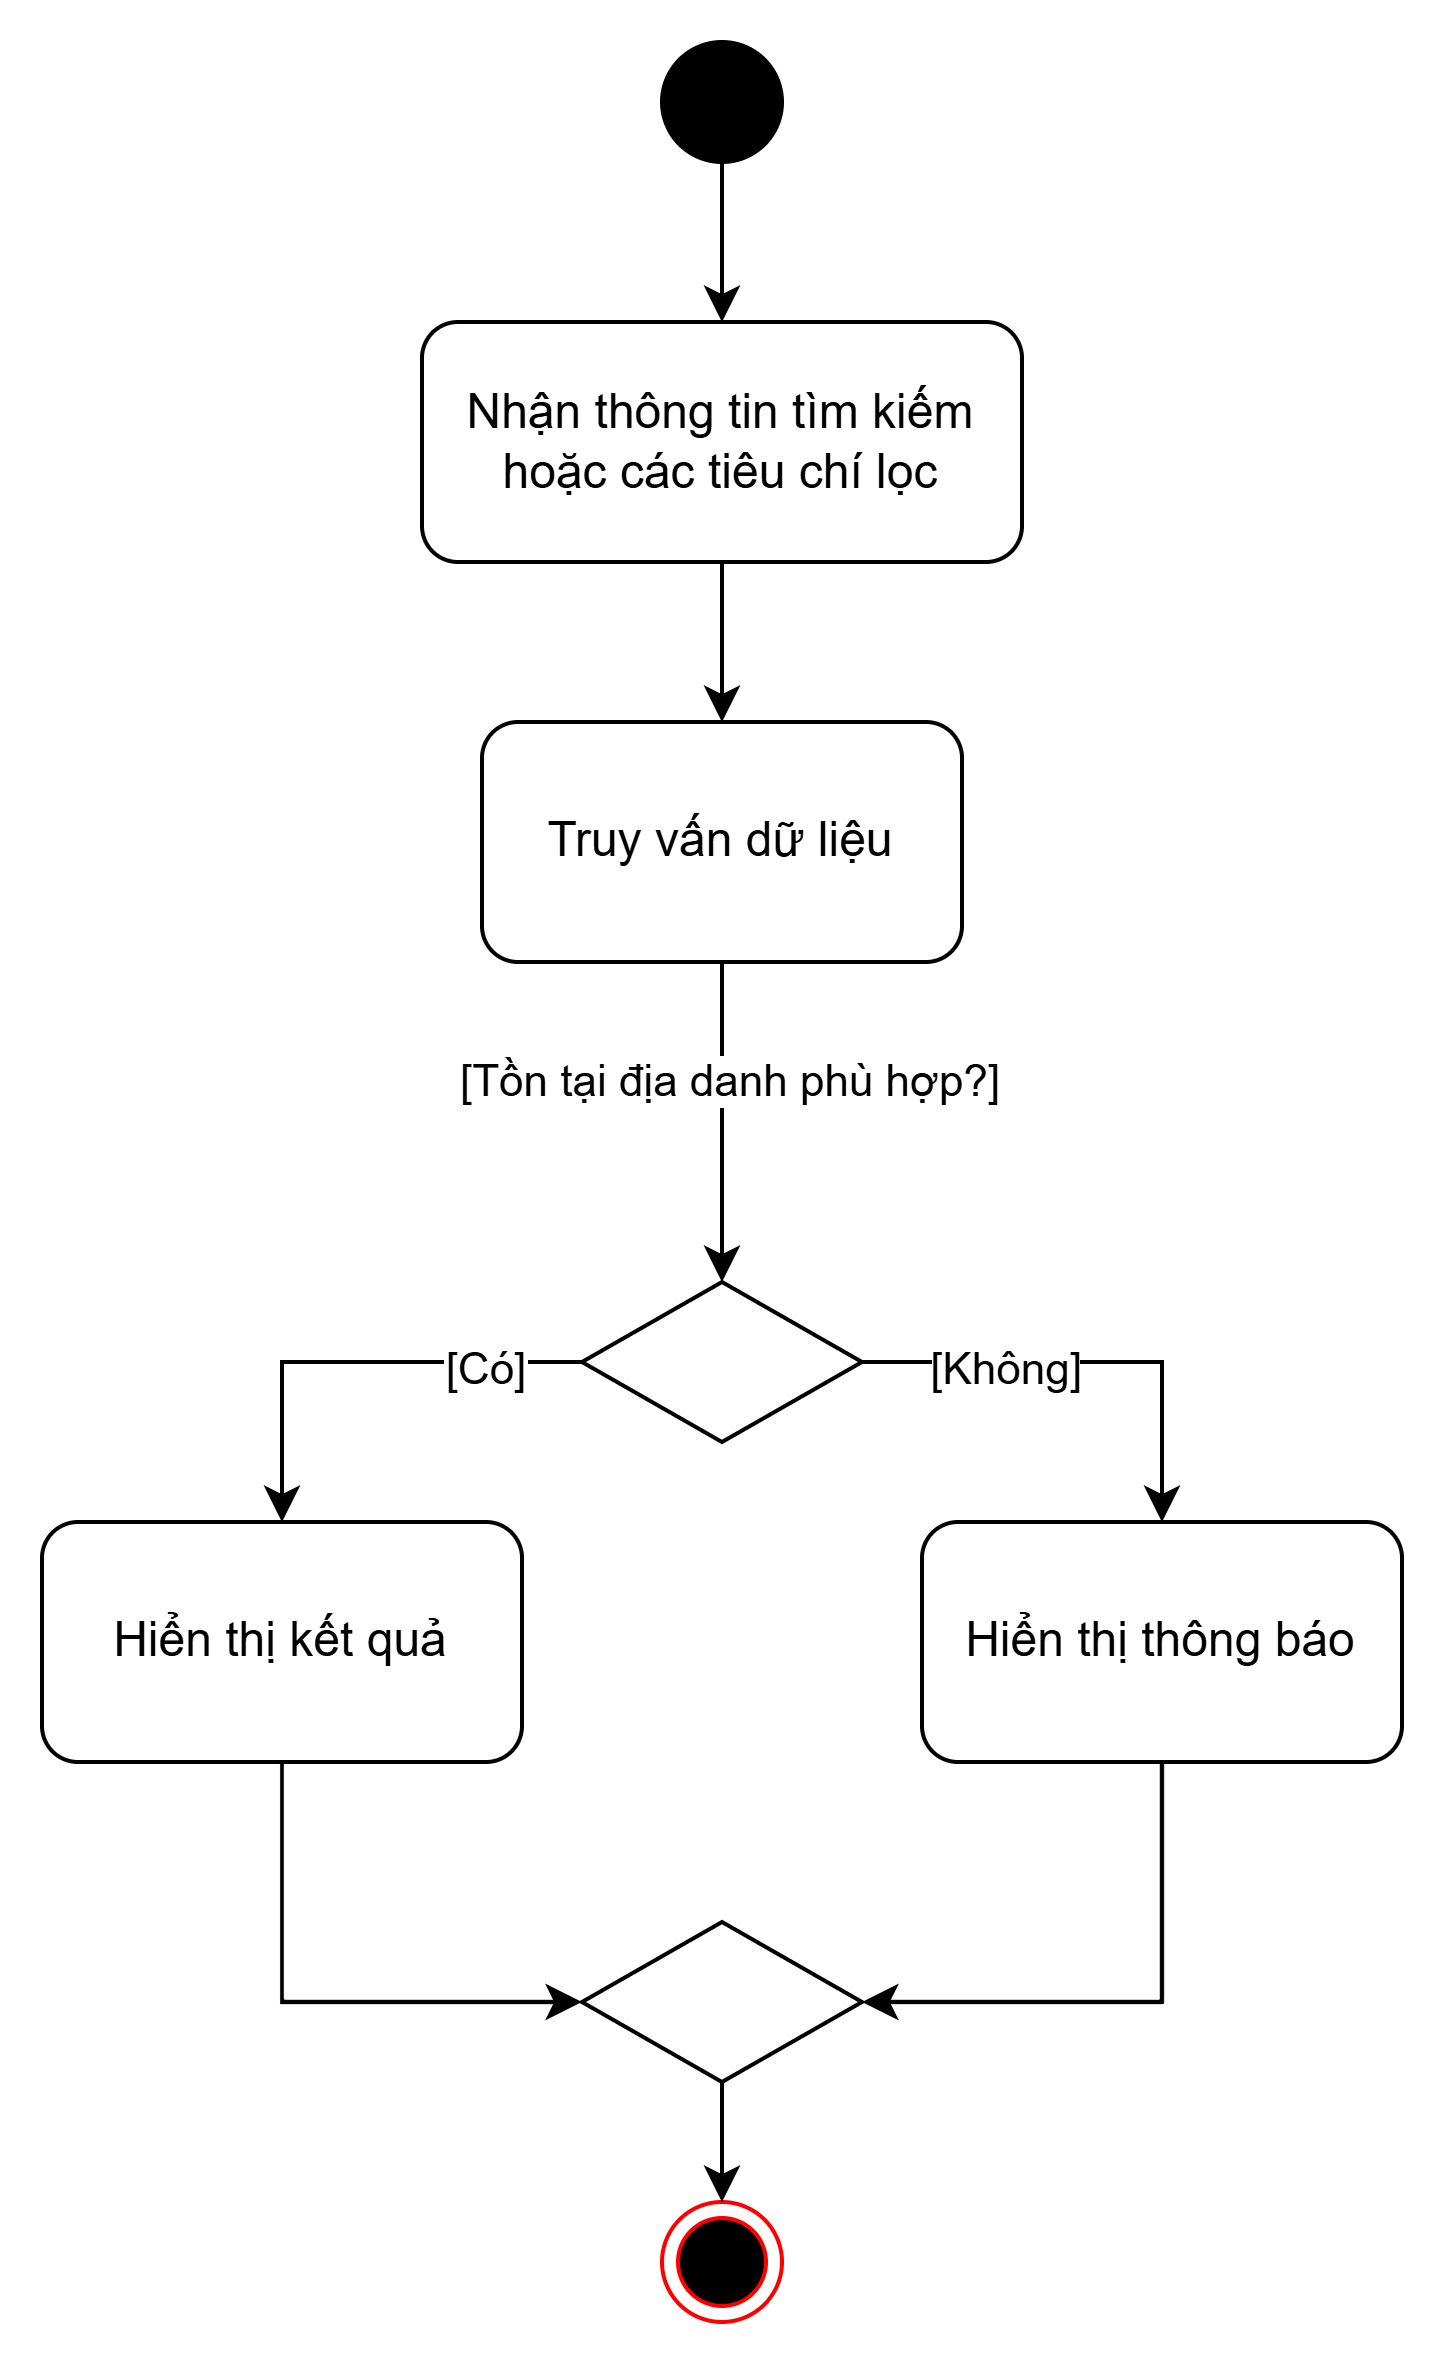 Nhận thông tin tìm kiếm
hoặc các tiêu chí lọc
Truy vấn dữ liệu
[Tồn tại địa danh phù hợp?]
[Có]
[Không]
Hiển thị kết quả
Hiển thị thông báo